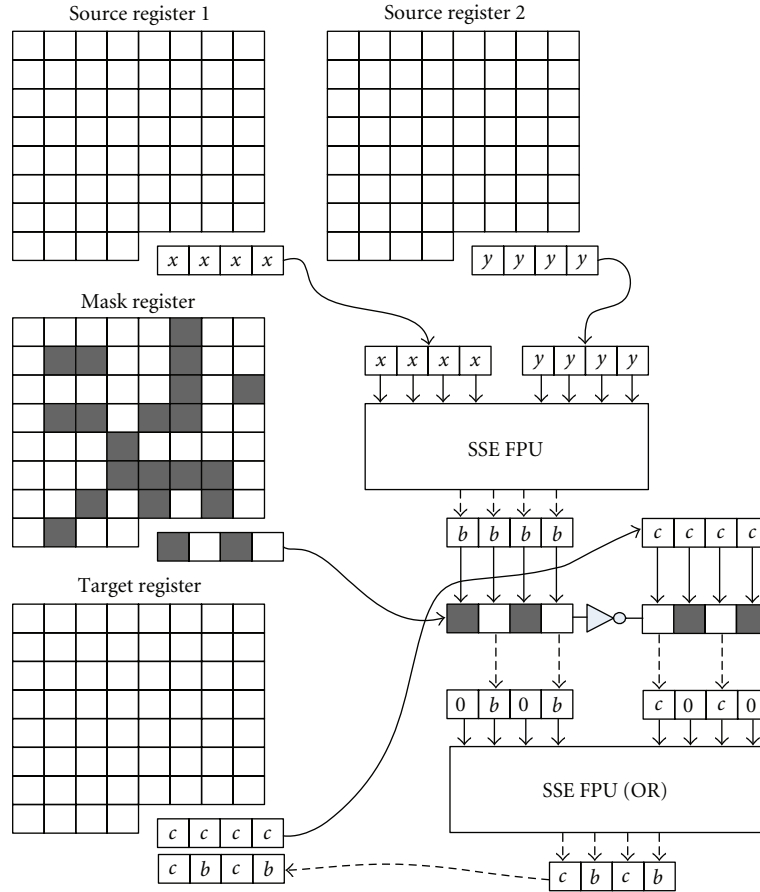 Source register 1
Source register 2
x x x x
y y y y
Mask register
x x x x
y y y y
SSE FPU
b b b b
c c c c
Target register
0 b 0 b
c 0 c 0
SSE FPU (OR)
c c c c
c b c b
c b c b